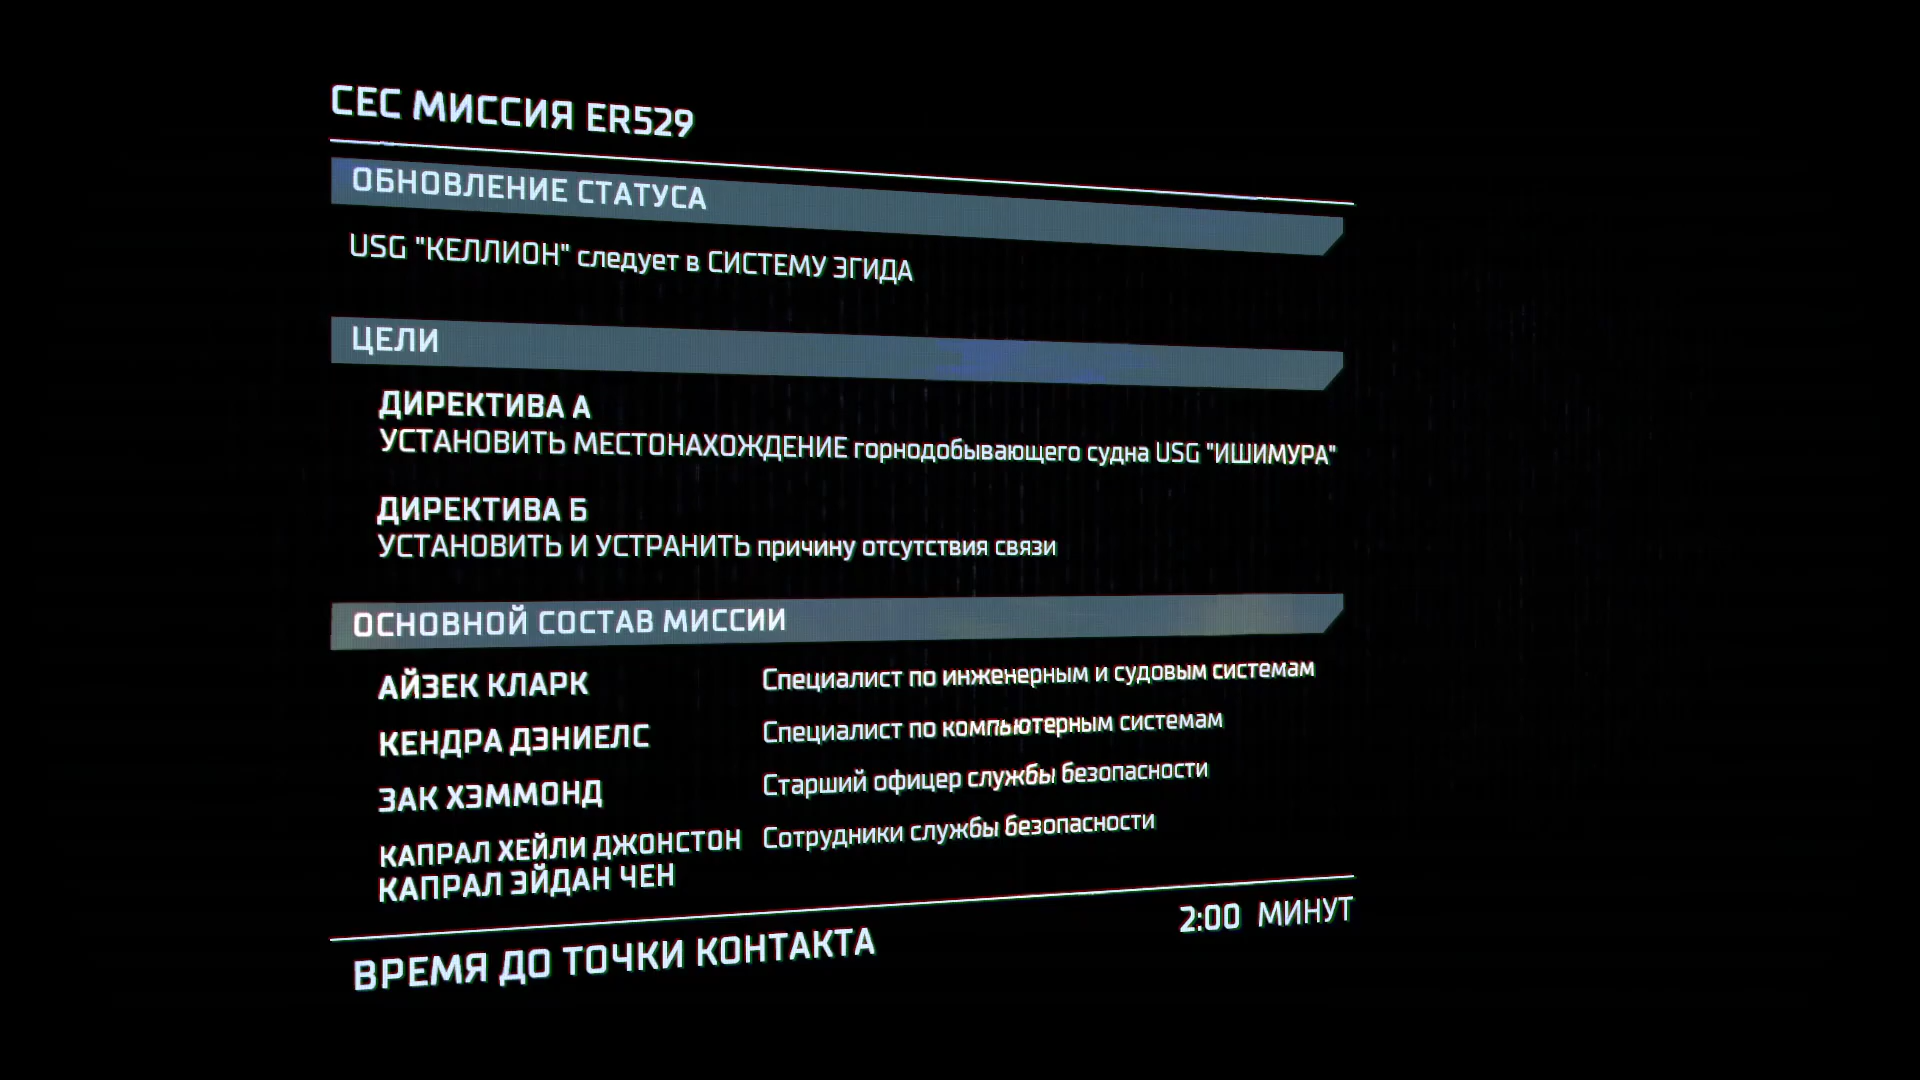 СЕС МИССИЯ ER529
ОБНОВЛЕНИЕ СТАТУСА
USG "КЕЛЛИОН" следует в СИСТЕМУ ЭГИДА
ЦЕЛИ
ДИРЕКТИВА А
УСТАНОВИТЬ МЕСТОНАХОЖДЕНИЕ горнодобывающего судна USG "ИШИМУРА"
ДИРЕКТИВА Б
УСТАНОВИТЬ И УСТРАНИТЬ причину отсутствия связи
ОСНОВНОЙ СОСТАВ МИССИИ
АЙЗЕК КЛАРК Специалист по инженерным и судовым системам
КЕНДРА ДЭНИЕЛС Специалист по компьютерным системам
ЗАК ХЭММОНД Старший офицер службы безопасности
КАПРАЛ ХЕЙЛИ ДЖОНСТОН Сотрудники службы безопасности
КАПРАЛ ЭЙДАН ЧЕН
ВРЕМЯ ДО ТОЧКИ КОНТАКТА 2:00 МИНУТ